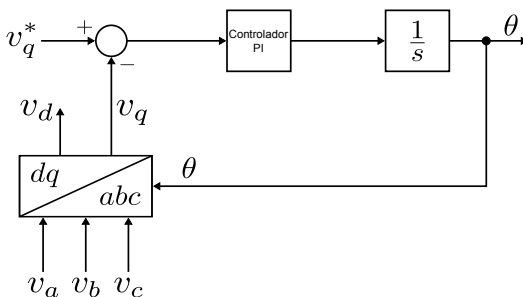 v_q^* + − Controlador PI 1/s θ
v_d v_q
θ
dq
abc
v_a v_b v_c